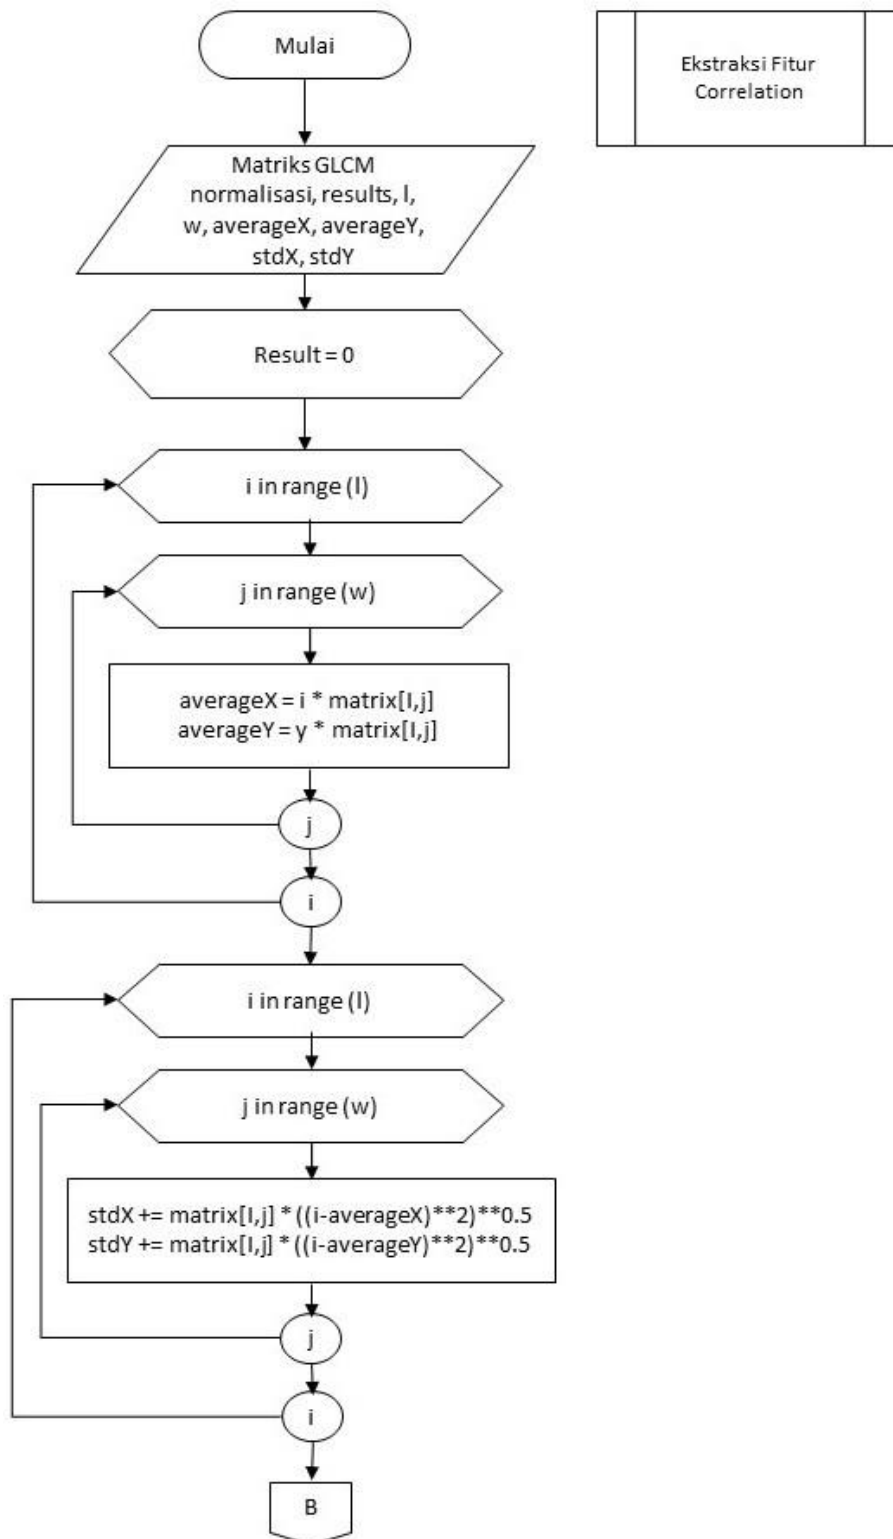 Mulai
Ekstraksi Fitur
Correlation
Matriks GLCM
normalisasi, results, l,
w, averageX, averageY,
stdX, stdY
Result = 0
i in range (l)
j in range (w)
averageX = i * matrix[I,j]
averageY = y * matrix[I,j]
j
i
i in range (l)
j in range (w)
stdX += matrix[I,j] * ((i-averageX)**2)**0.5
stdY += matrix[I,j] * ((i-averageY)**2)**0.5
j
i
B